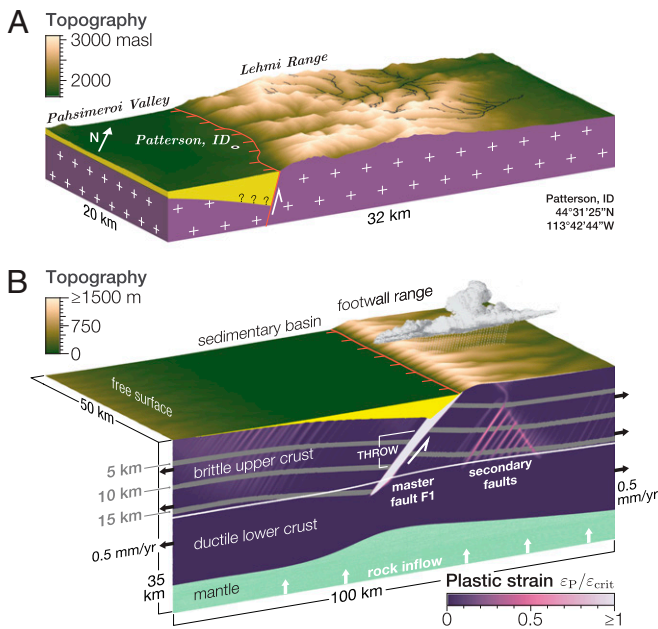 A
Topography
3000 masl
2000
Lehmi Range
Pahsimeroi Valley
N
Patterson, ID
? ? ?
20 km
32 km
Patterson, ID
44°31'25"N
113°42'44"W
B
Topography
≥1500 m
750
0
footwall range
sedimentary basin
free surface
50 km
5 km
brittle upper crust
THROW
10 km
master
fault F1
secondary
faults
15 km
0.5
mm/yr
0.5 mm/yr
ductile lower crust
35
km
mantle
rock inflow
100 km
Plastic strain εP/εcrit
0
0.5
≥1